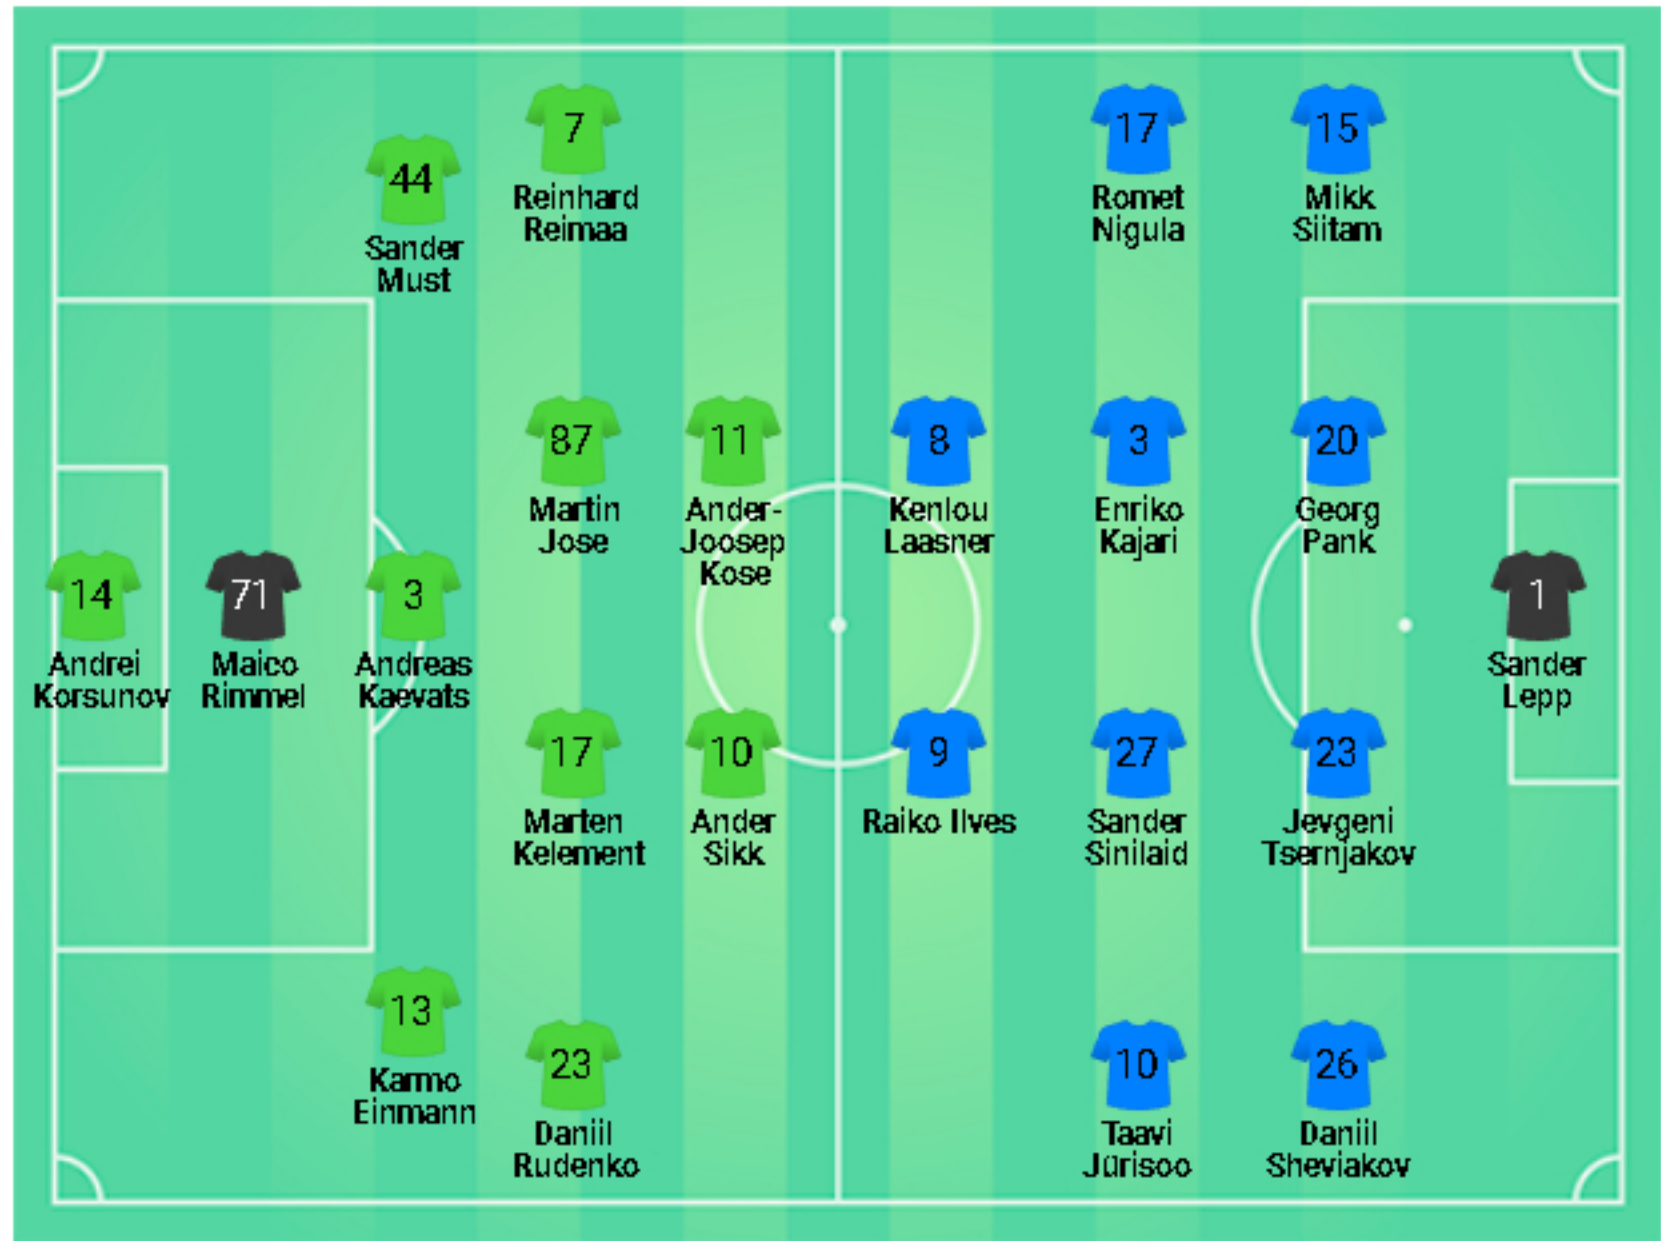 7
Reinhard
Reimaa
44
Sander
Must
17
Romet
Nigula
15
Mikk
Siitam
87
Martin
Jose
11
Ander-
Joosep
Kose
8
Kenlou
Laasner
3
Enriko
Kajari
20
Georg
Pank
14
Andrei
Korsunov
71
Maico
Rimmel
3
Andreas
Kaevats
1
Sander
Lepp
17
Marten
Kelement
10
Ander
Sikk
9
Raiko Ilves
27
Sander
Sinilaid
23
Jevgeni
Tsernjakov
13
Karmo
Einmann
23
Daniil
Rudenko
10
Taavi
Jürisoo
26
Daniil
Sheviakov